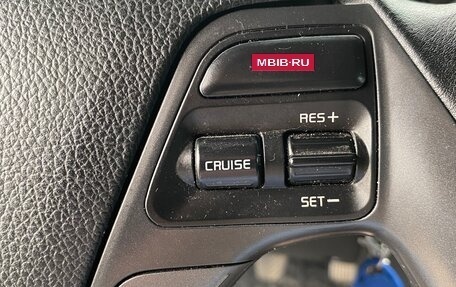 MBIB-RU
RES +
CRUISE
SET −